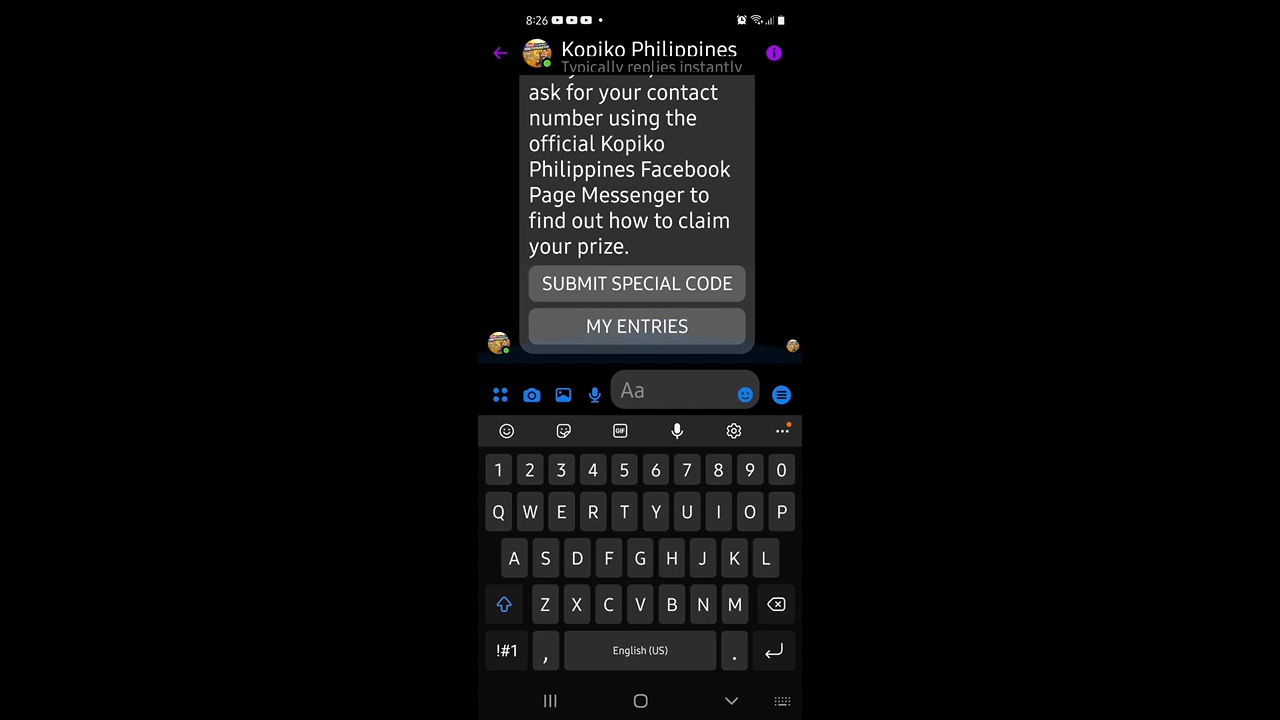 8:26
Kopiko Philippines
Typically replies instantly
ask for your contact
number using the
official Kopiko
Philippines Facebook
Page Messenger to
find out how to claim
your prize.
SUBMIT SPECIAL CODE
MY ENTRIES
Aa
GIF
1 2 3 4 5 6 7 8 9 0
Q W E R T Y U I O P
A S D F G H J K L
Z X C V B N M
!#1 , English (US) .